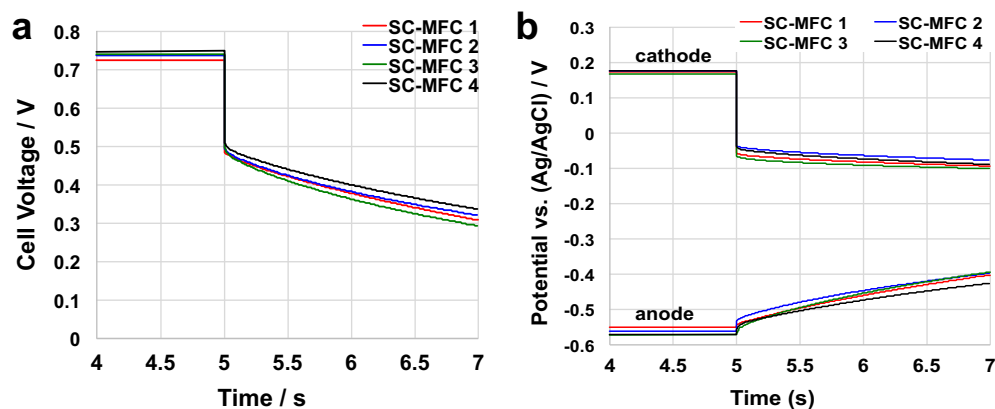 a
Cell Voltage / V
0.8
0.7
0.6
0.5
0.4
0.3
0.2
0.1
0
4
4.5
5
5.5
6
6.5
7
Time / s
SC-MFC 1
SC-MFC 2
SC-MFC 3
SC-MFC 4
b
SC-MFC 1
SC-MFC 2
SC-MFC 3
SC-MFC 4
Potential vs. (Ag/AgCl) / V
0.3
0.2
0.1
0
-0.1
-0.2
-0.3
-0.4
-0.5
-0.6
cathode
anode
4
4.5
5
5.5
6
6.5
7
Time (s)